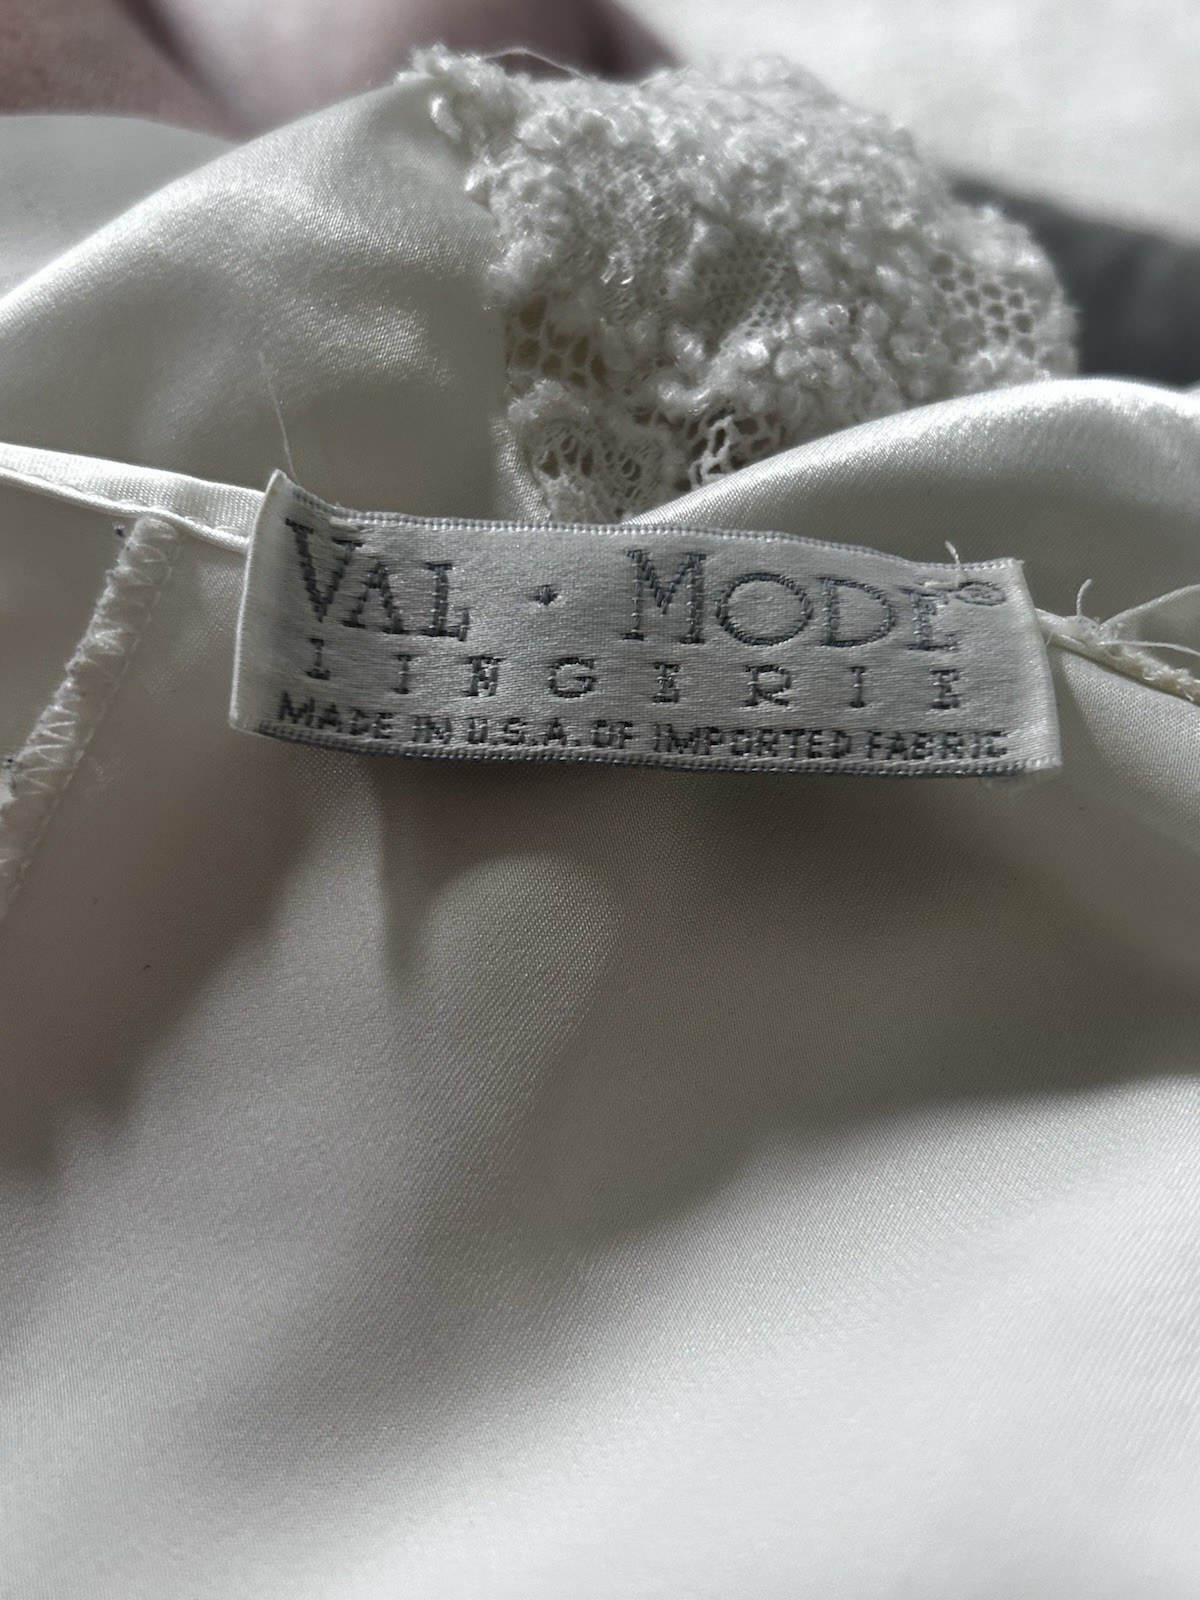 VAL · MODE®
LINGERIE
MADE IN U.S.A. OF IMPORTED FABRIC